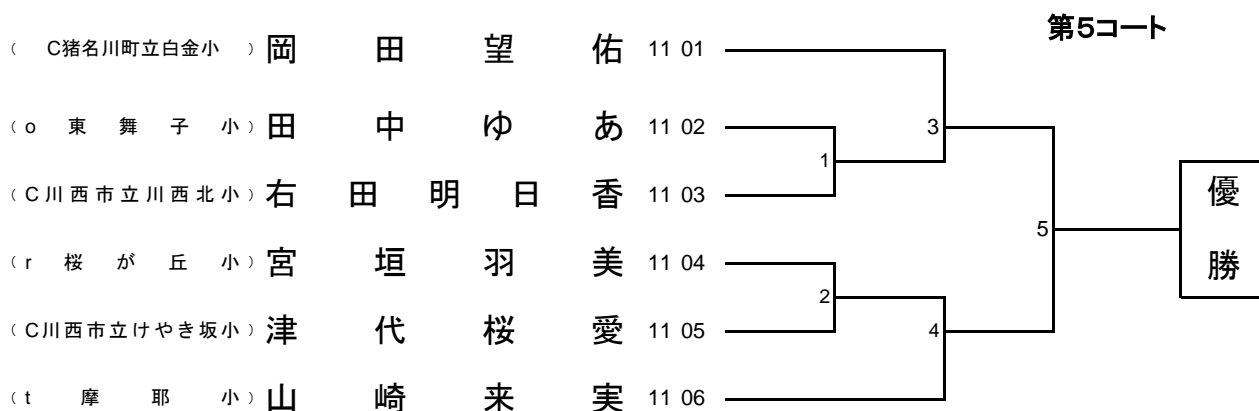 第5コート
( C猪名川町立白金小 ) 岡田望佑 11 01
( o 東舞子小 ) 田中ゆあ 11 02
3
1
( C川西市立川西北小 ) 右田明日香 11 03
優
5
( r 桜が丘小 ) 宮垣羽美 11 04
勝
2
( C川西市立けやき坂小 ) 津代桜愛 11 05
4
( t 摩耶小 ) 山崎来実 11 06